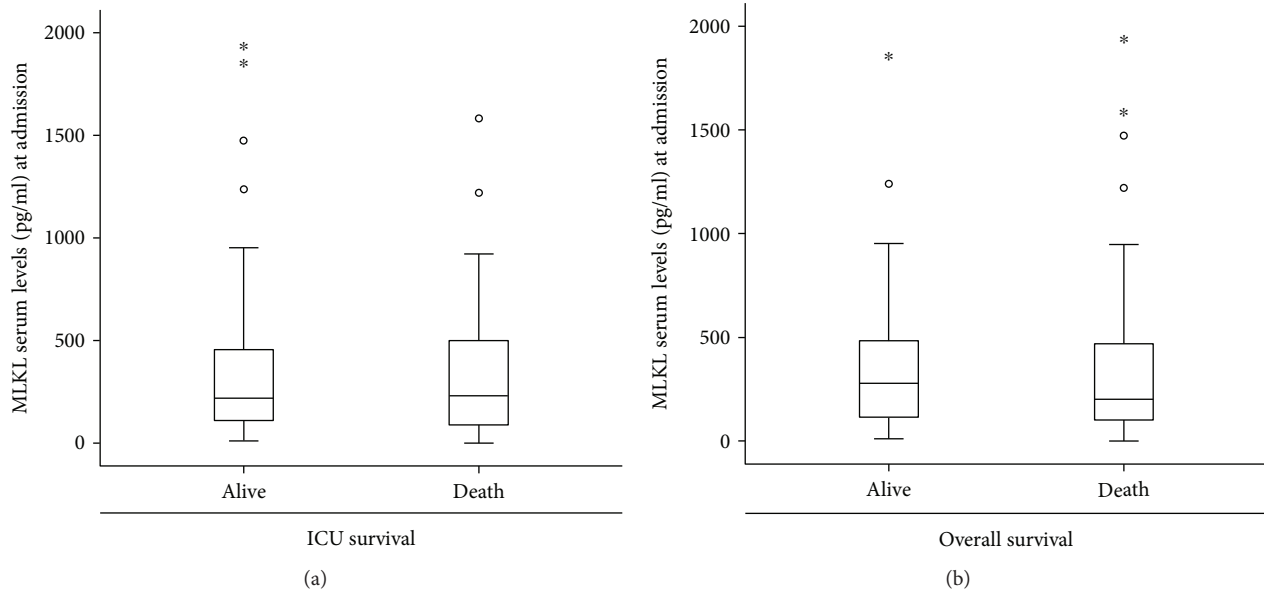 MLKL serum levels (pg/ml) at admission
2000
1500
1000
500
0
Alive
Death
ICU survival
(a)
MLKL serum levels (pg/ml) at admission
2000
1500
1000
500
0
Alive
Death
Overall survival
(b)